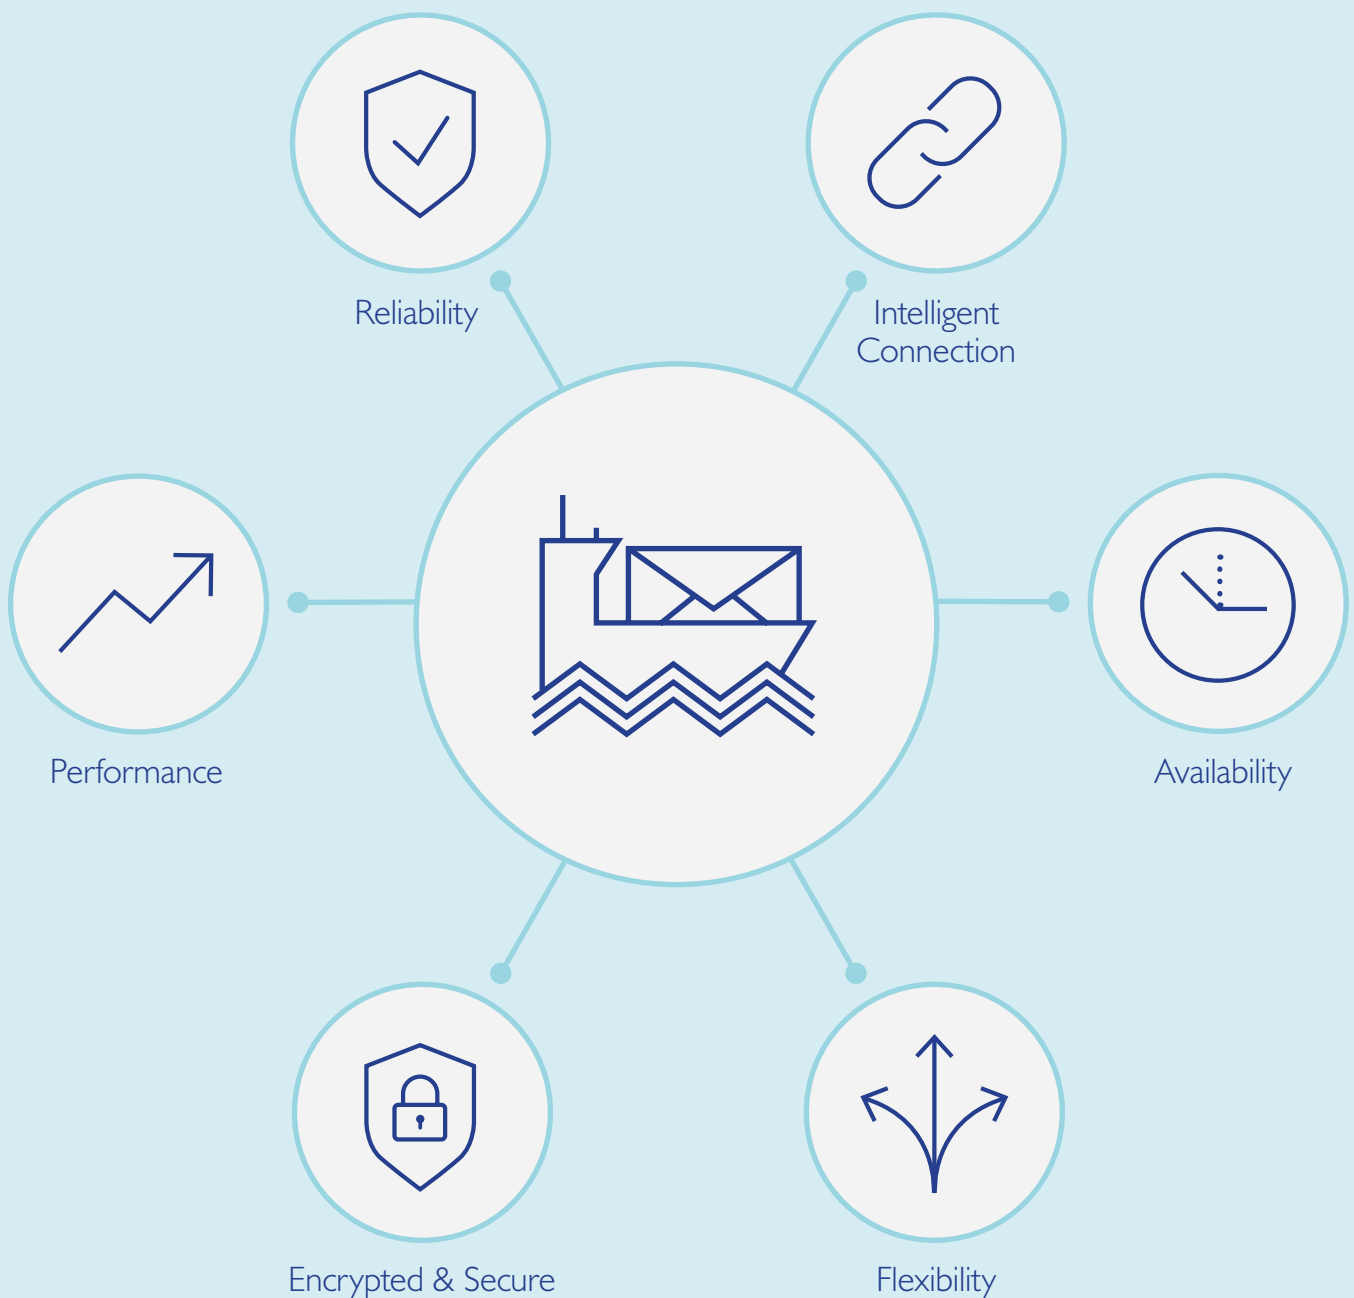 Reliability
Intelligent
Connection
Performance
Availability
Encrypted & Secure
Flexibility